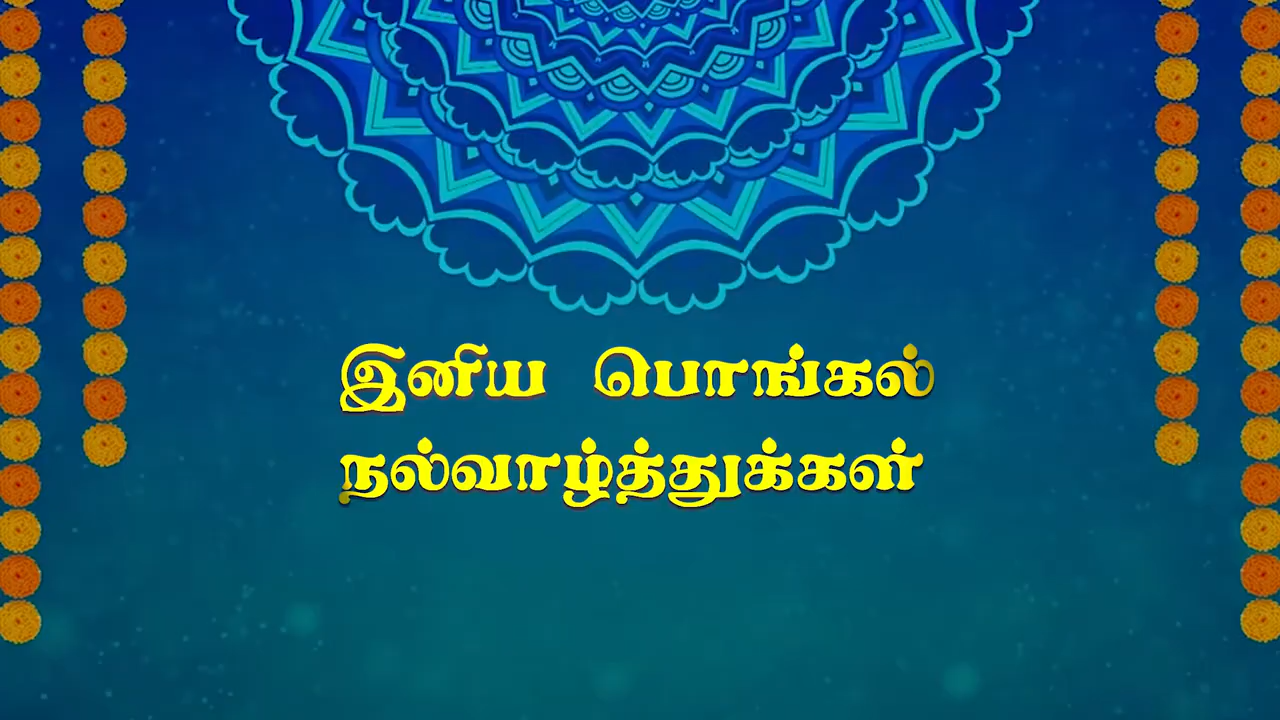 இனிய பொங்கல்
நல்வாழ்த்துக்கள்